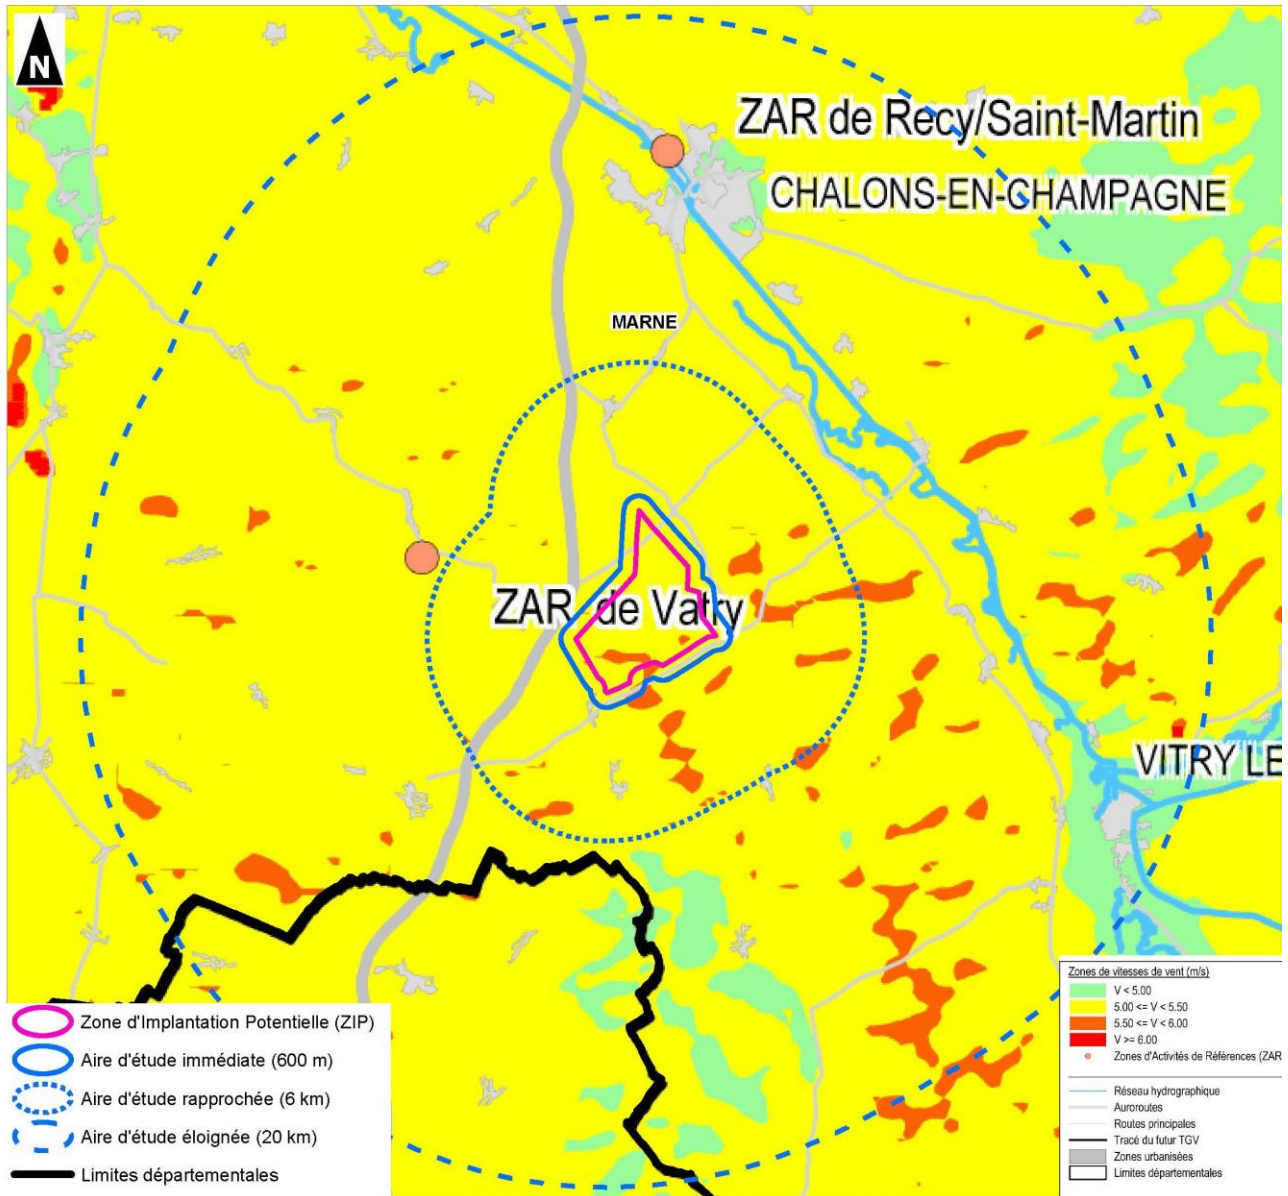 N
ZAR de Recy/Saint-Martin
CHALONS-EN-CHAMPAGNE
MARNE
ZAR de Vatry
VITRY LE
Zone d'Implantation Potentielle (ZIP)
Aire d'étude immédiate (600 m)
Aire d'étude rapprochée (6 km)
Aire d'étude éloignée (20 km)
Limites départementales
Zones de vitesses de vent (m/s)
V < 5.00
5.00 <= V < 5.50
5.50 <= V < 6.00
V >= 6.00
Zones d'Activités de Références (ZAR
Réseau hydrographique
Auroroutes
Routes principales
Tracé du futur TGV
Zones urbanisées
Limites départementales